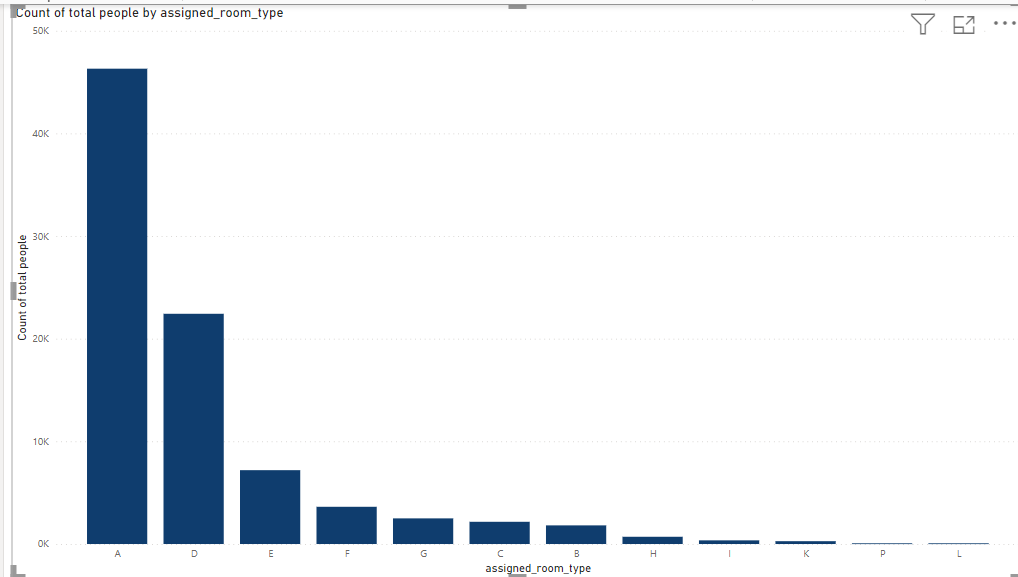 Count of total people by assigned_room_type
50K
40K
30K
20K
10K
0K
Count of total people
A D E F G C B H I K P L
assigned_room_type